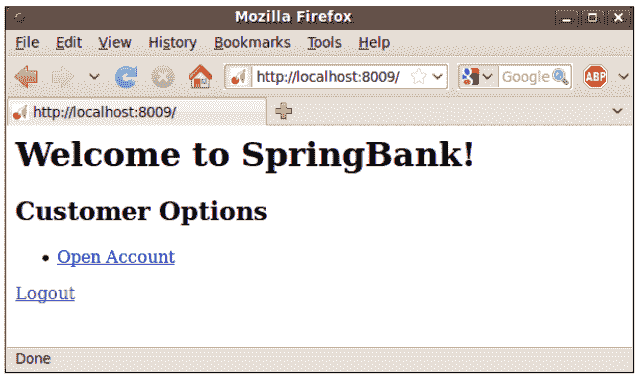 Mozilla Firefox
File Edit View History Bookmarks Tools Help
http://localhost:8009/ Google ABP
http://localhost:8009/
Welcome to SpringBank!
Customer Options
• Open Account
Logout
Done